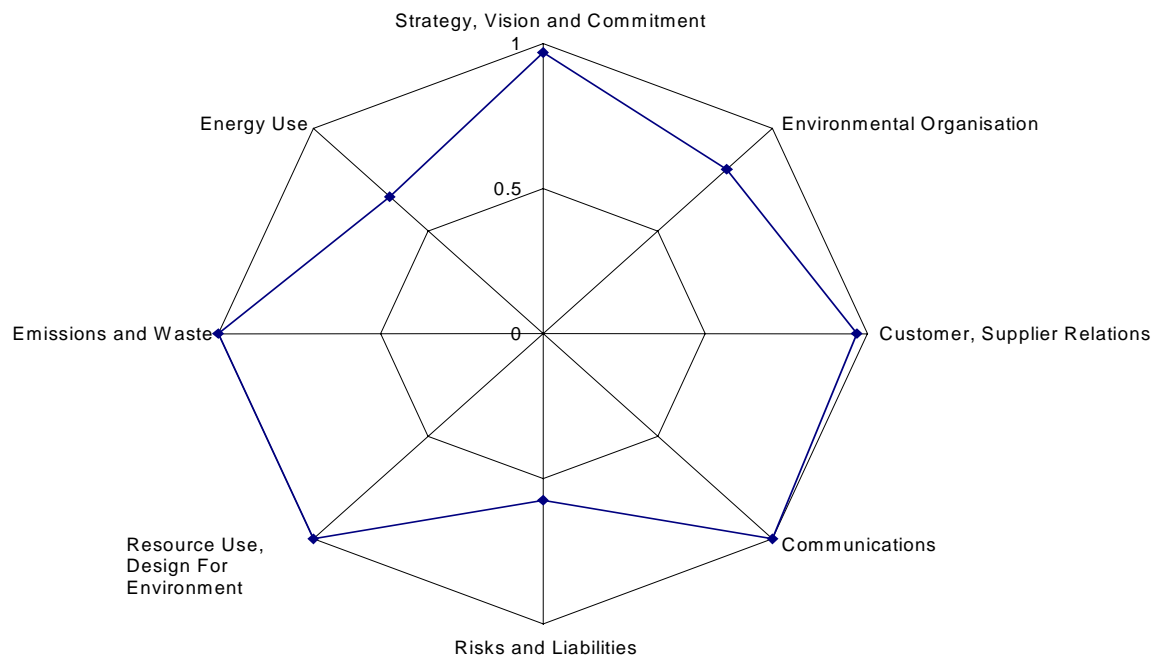 Strategy, Vision and Commitment
1
Energy Use
Environmental Organisation
0.5
Emissions and Waste
0
Customer, Supplier Relations
Resource Use,
Design For
Environment
Communications
Risks and Liabilities